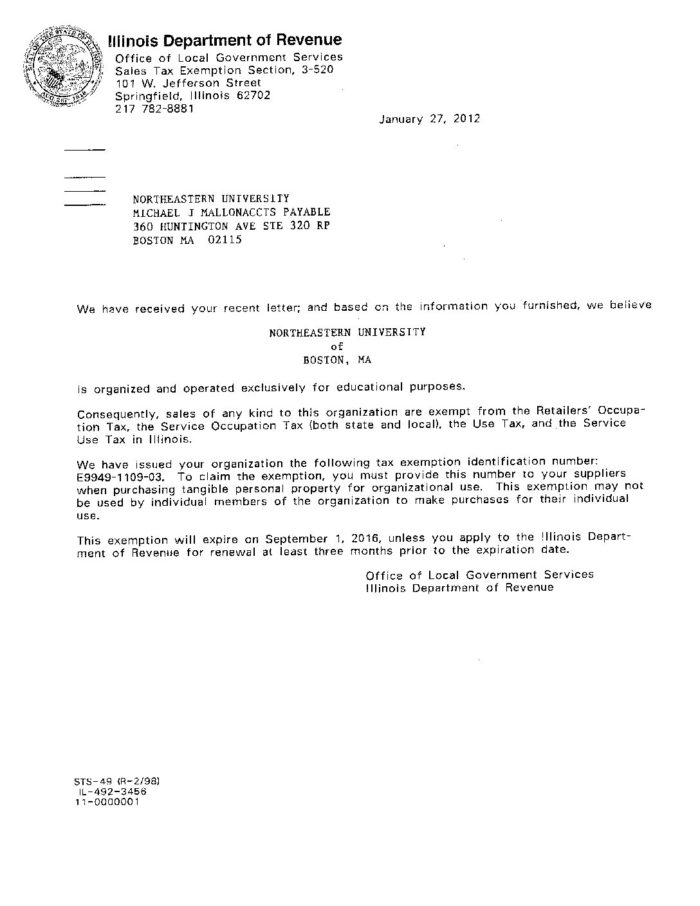 Illinois Department of Revenue
Office of Local Government Services
Sales Tax Exemption Section, 3-520
101 W. Jefferson Street
Springfield, Illinois 62702
217 782-8881
January 27, 2012
NORTHEASTERN UNIVERSITY
MICHAEL J MALLONACCTS PAYABLE
360 HUNTINGTON AVE STE 320 RP
BOSTON MA 02115
We have received your recent letter; and based on the information you furnished, we believe
NORTHEASTERN UNIVERSITY
of
BOSTON, MA
is organized and operated exclusively for educational purposes.
Consequently, sales of any kind to this organization are exempt from the Retailers' Occupa-
tion Tax, the Service Occupation Tax (both state and local), the Use Tax, and the Service
Use Tax in Illinois.
We have issued your organization the following tax exemption identification number:
E9949-1109-03. To claim the exemption, you must provide this number to your suppliers
when purchasing tangible personal property for organizational use. This exemption may not
be used by individual members of the organization to make purchases for their individual
use.
This exemption will expire on September 1, 2016, unless you apply to the Illinois Depart-
ment of Revenue for renewal at least three months prior to the expiration date.
Office of Local Government Services
Illinois Department of Revenue
STS-49 (R-2/98)
IL-492-3456
11-0000001